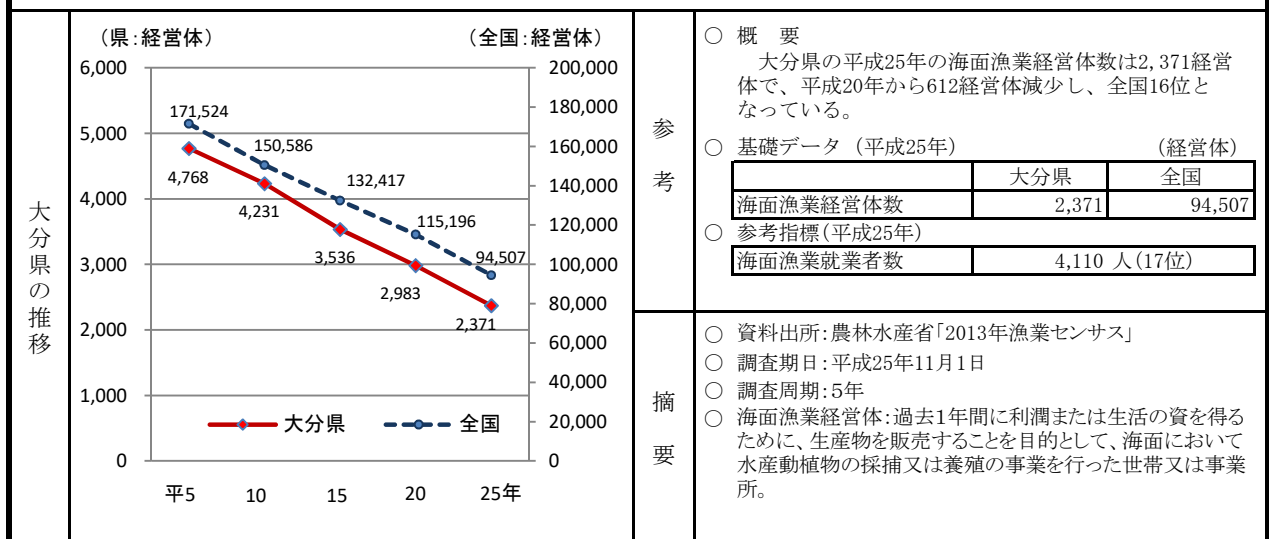 大分県の推移
（県：経営体）
（全国：経営体）
6,000
5,000
4,000
3,000
2,000
1,000
0
200,000
180,000
160,000
140,000
120,000
100,000
80,000
60,000
40,000
20,000
0
171,524
150,586
132,417
115,196
94,507
4,768
4,231
3,536
2,983
2,371
大分県
全国
平5
10
15
20
25年
参考
○ 概　要
大分県の平成25年の海面漁業経営体数は2,371経営
体で、平成20年から612経営体減少し、全国16位と
なっている。
○ 基礎データ（平成25年）　（経営体）
大分県　全国
海面漁業経営体数　2,371　94,507
○ 参考指標（平成25年）
海面漁業就業者数　4,110 人（17位）
摘要
○ 資料出所：農林水産省「2013年漁業センサス」
○ 調査期日：平成25年11月1日
○ 調査周期：5年
○ 海面漁業経営体：過去1年間に利潤または生活の資を得る
ために、生産物を販売することを目的として、海面において
水産動植物の採捕又は養殖の事業を行った世帯又は事業
所。